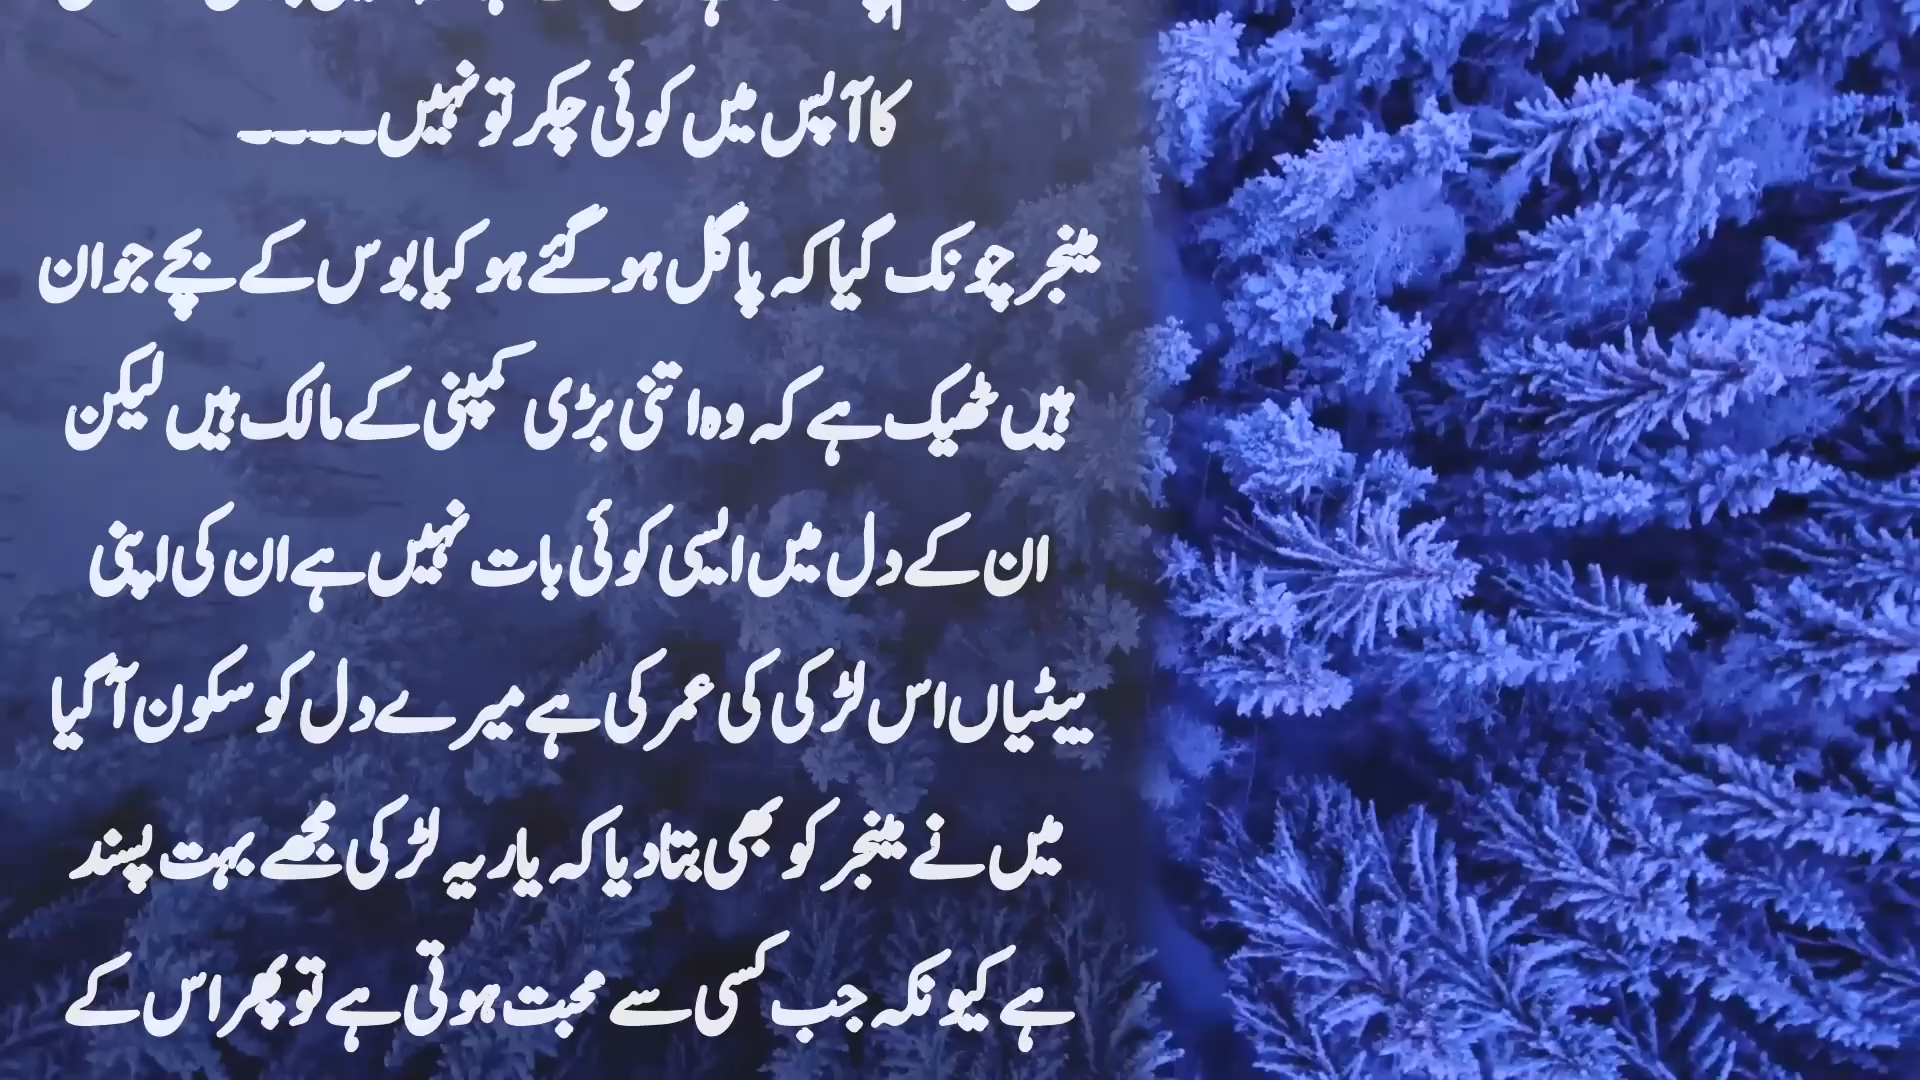 کا آپس میں کوئی چکر تو نہیں۔۔۔۔
مینجر چونک گیا کہ پاگل ہو گئے ہو کیا بوس کے بچے جوان
ہیں ٹھیک ہے کہ وہ اتنی بڑی کمپنی کے مالک ہیں لیکن
ان کے دل میں ایسی کوئی بات نہیں ہے ان کی اپنی
بیٹیاں اس لڑکی کی عمر کی ہے میرے دل کو سکون آ گیا
میں نے مینجر کو بھی بتا دیا کہ یار یہ لڑکی مجھے بہت پسند
ہے کیونکہ جب کسی سے محبت ہوتی ہے تو پھر اس کے